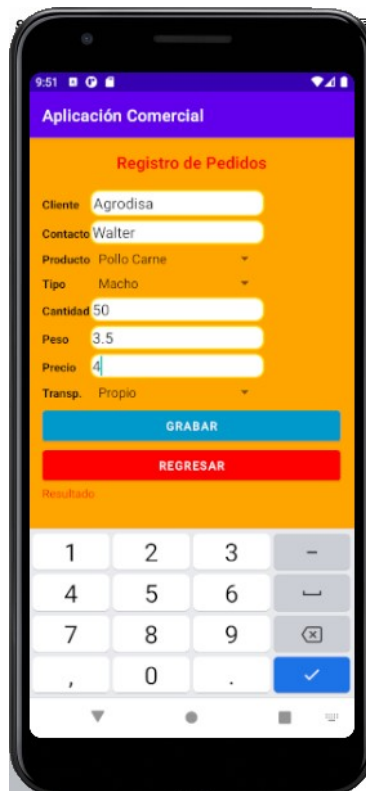 9:51
Aplicación Comercial
Registro de Pedidos
Cliente Agrodisa
Contacto Walter
Producto Pollo Carne
Tipo Macho
Cantidad 50
Peso 3.5
Precio 4
Transp. Propio
GRABAR
REGRESAR
Resultado
1 2 3 -
4 5 6
7 8 9
, 0 .